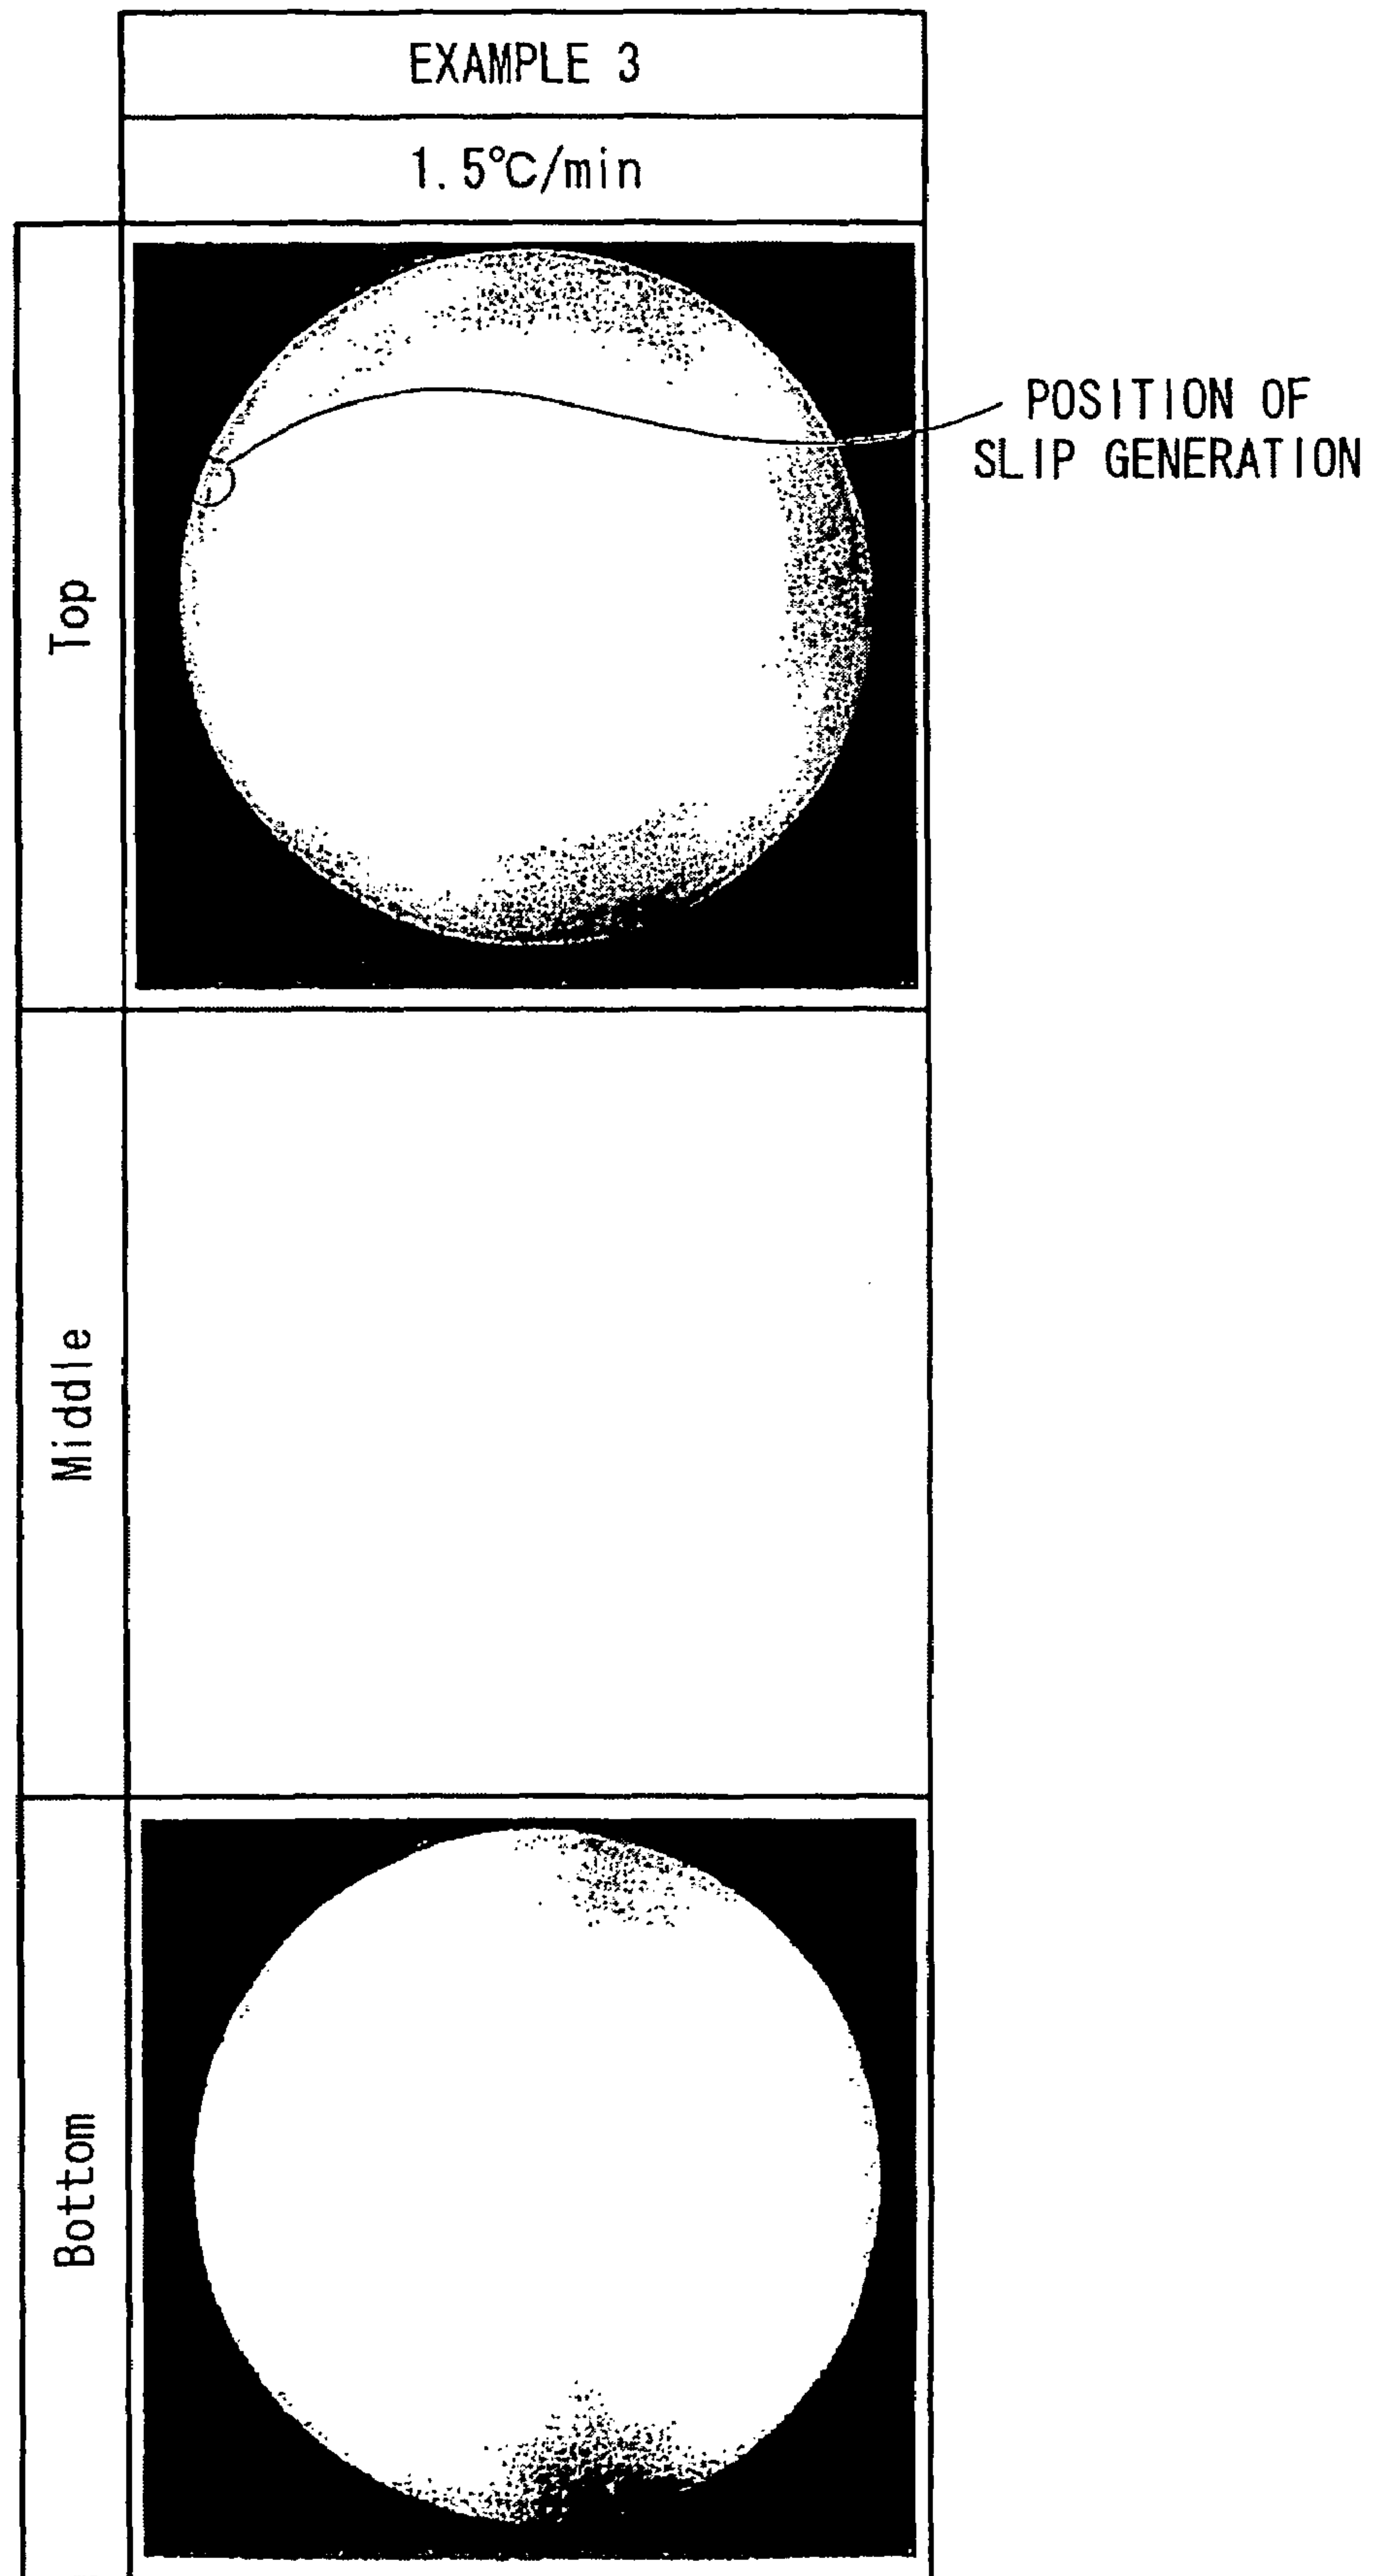 EXAMPLE 3
1.5℃/min
Top
POSITION OF
SLIP GENERATION
Middle
Bottom